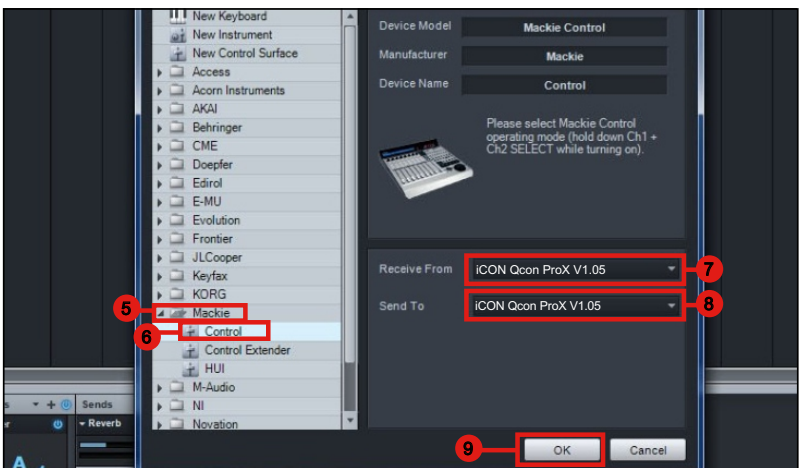 New Keyboard
New Instrument
New Control Surface
Access
Acorn Instruments
AKAI
Behringer
CME
Doepfer
Edirol
E-MU
Evolution
Frontier
JLCooper
Keyfax
KORG
5
Mackie
6
Control
Control Extender
HUI
M-Audio
NI
Novation
Device Model
Mackie Control
Manufacturer
Mackie
Device Name
Control
Please select Mackie Control
operating mode (hold down Ch1 +
Ch2 SELECT while turning on).
Receive From
iCON Qcon ProX V1.05
7
Send To
iCON Qcon ProX V1.05
8
s
Sends
r
Reverb
A
9
OK
Cancel